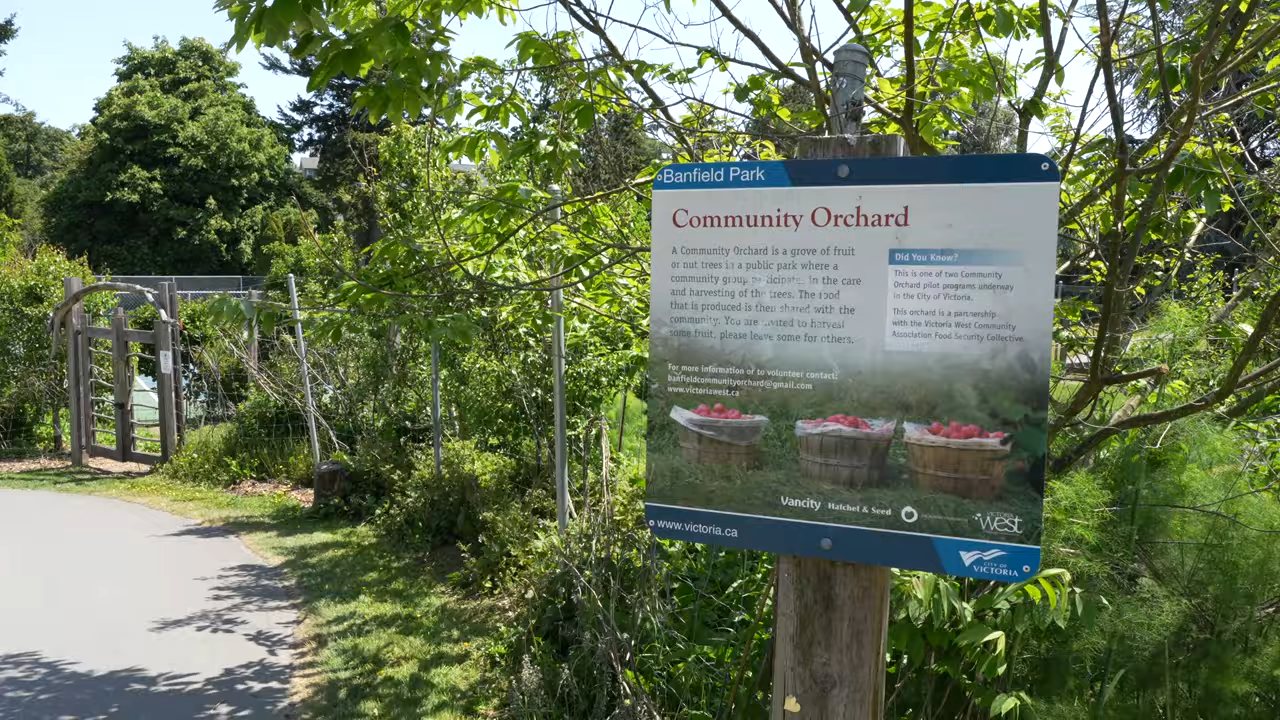 Banfield Park
Community Orchard
A Community Orchard is a grove of fruit
or nut trees in a public park where a
community group participates in the care
and harvesting of the trees. The food
that is produced is then shared with the
community. You are invited to harvest
some fruit, please leave some for others.
Did You Know?
This is one of two Community
Orchard pilot programs underway
in the City of Victoria.
This orchard is a partnership
with the Victoria West Community
Association Food Security Collective
For more information or to volunteer contact:
banfieldcommunityorchard@gmail.com
www.victoriawest.ca
Vancity Hatchet & Seed
VICTORIA
west
www.victoria.ca
CITY OF
VICTORIA